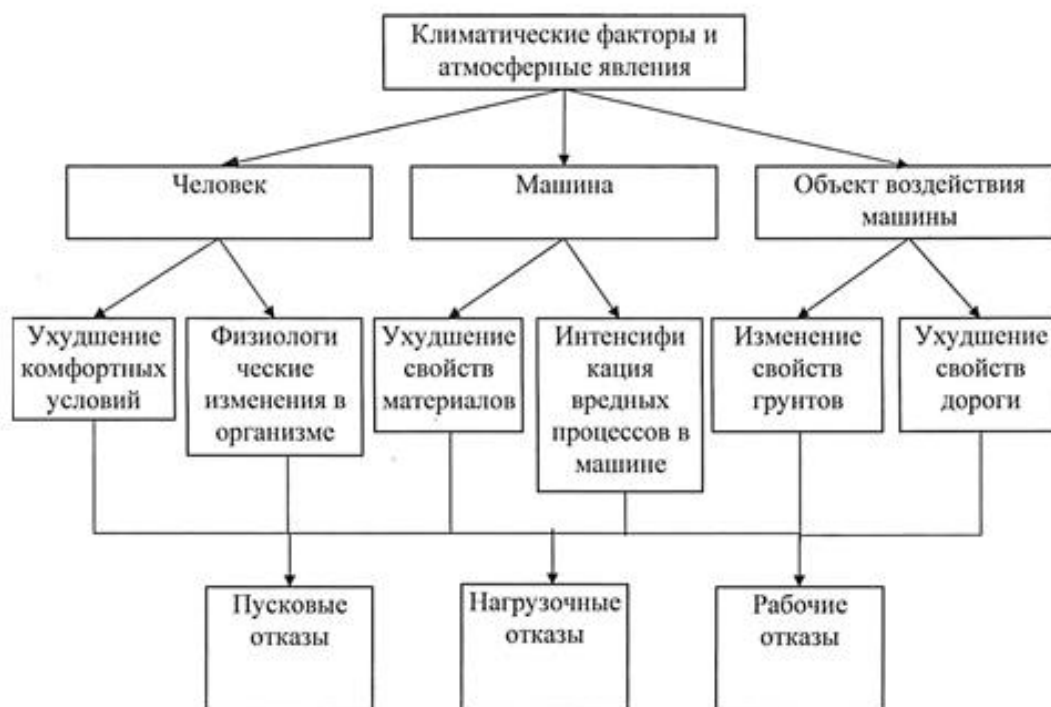 Климатические факторы и
атмосферные явления
Человек
Машина
Объект воздействия
машины
Ухудшение
комфортных
условий
Физиологи
ческие
изменения в
организме
Ухудшение
свойств
материалов
Интенсифи
кация
вредных
процессов в
машине
Изменение
свойств
грунтов
Ухудшение
свойств
дороги
Пусковые
отказы
Нагрузочные
отказы
Рабочие
отказы